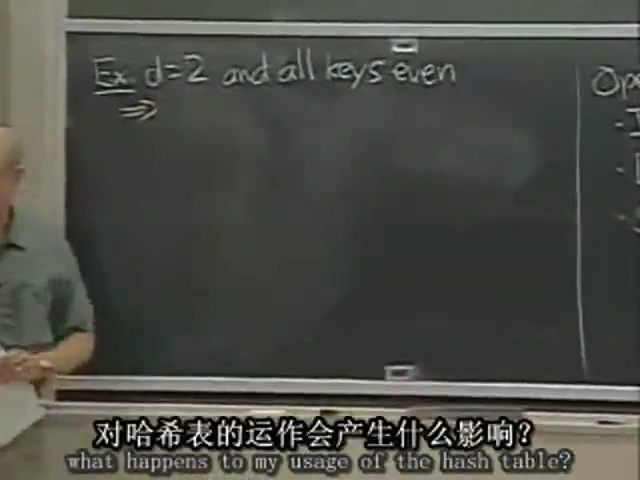 Ex. d=2 and all keys even
⇒
Ope
对哈希表的运作会产生什么影响?
what happens to my usage of the hash table?